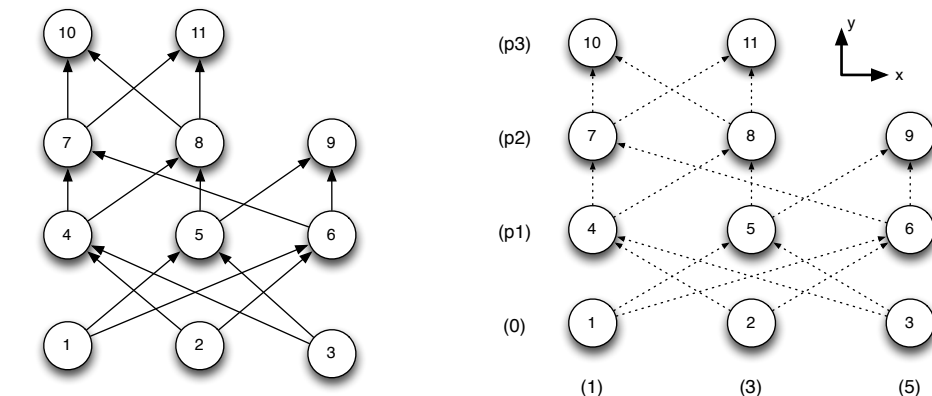 10 11
7 8 9
4 5 6
1 2 3
(p3) 10 11
y
x
(p2) 7 8 9
(p1) 4 5 6
(0) 1 2 3
(1) (3) (5)